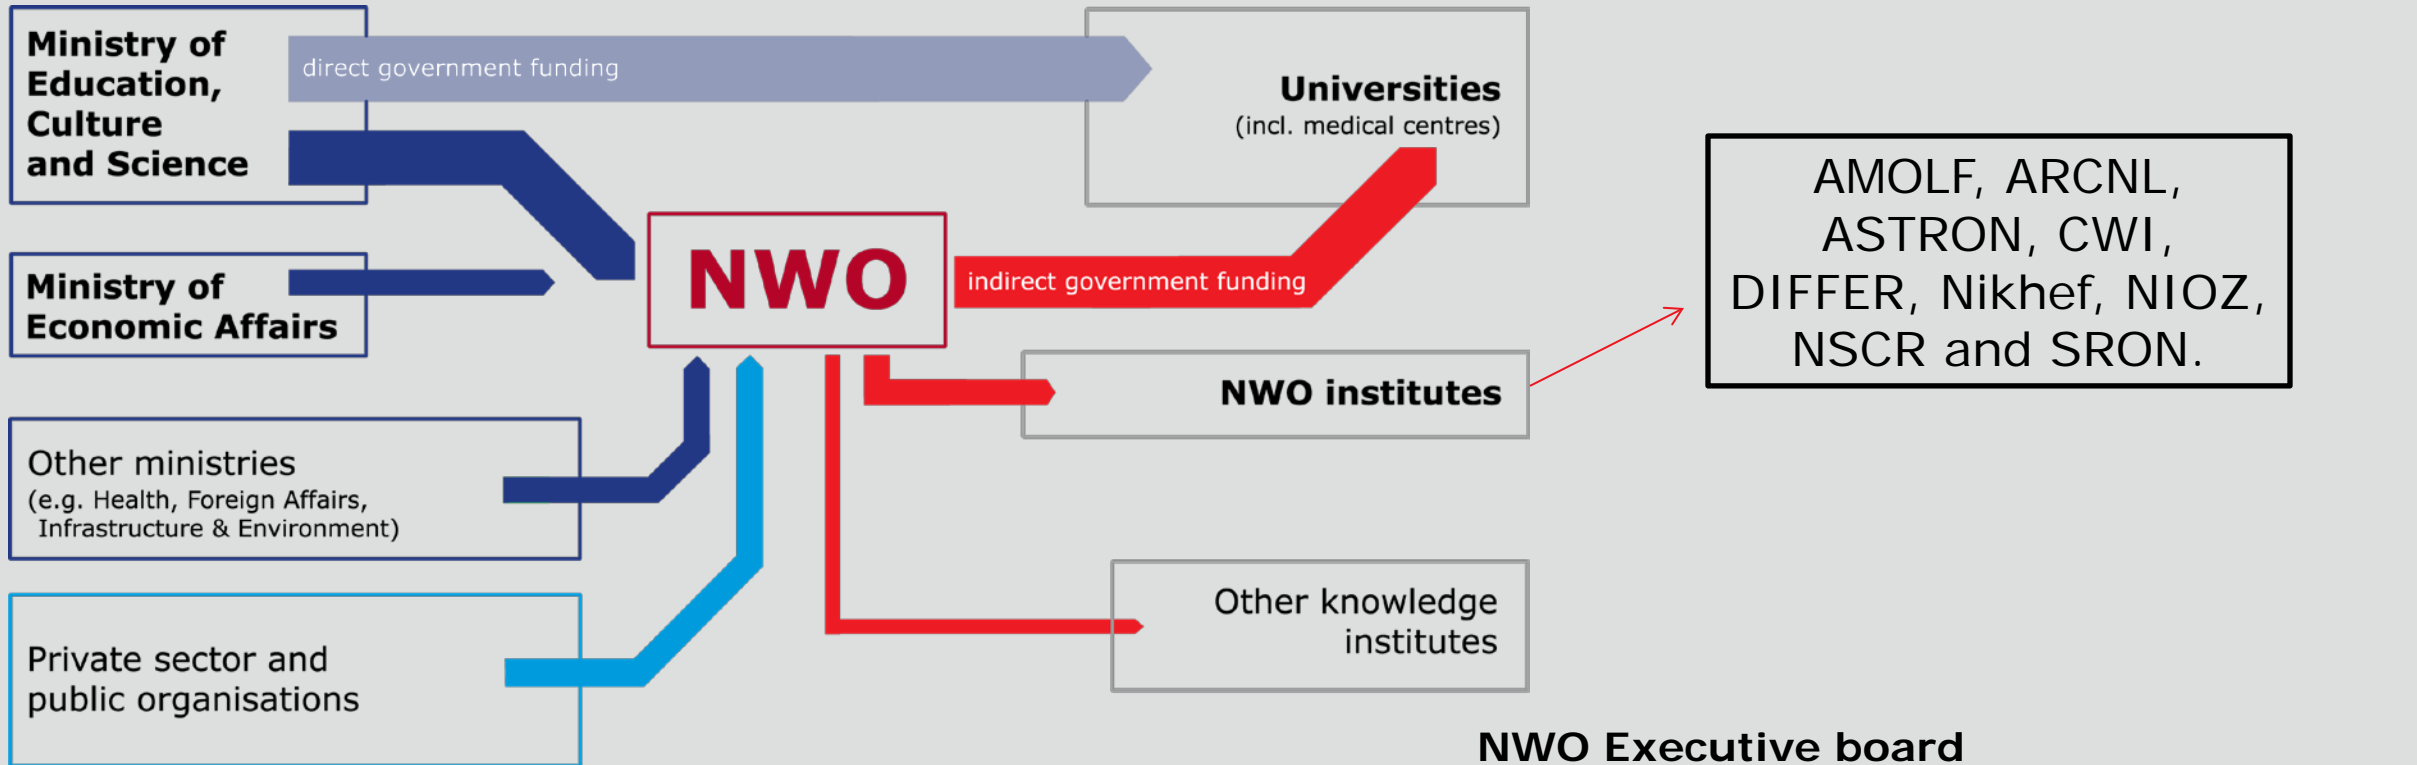 Ministry of
Education,
Culture
and Science
direct government funding
Universities
(incl. medical centres)
AMOLF, ARCNL,
ASTRON, CWI,
DIFFER, Nikhef, NIOZ,
NSCR and SRON.
Ministry of
Economic Affairs
NWO
indirect government funding
NWO institutes
Other ministries
(e.g. Health, Foreign Affairs,
Infrastructure & Environment)
Other knowledge
institutes
Private sector and
public organisations
NWO Executive board